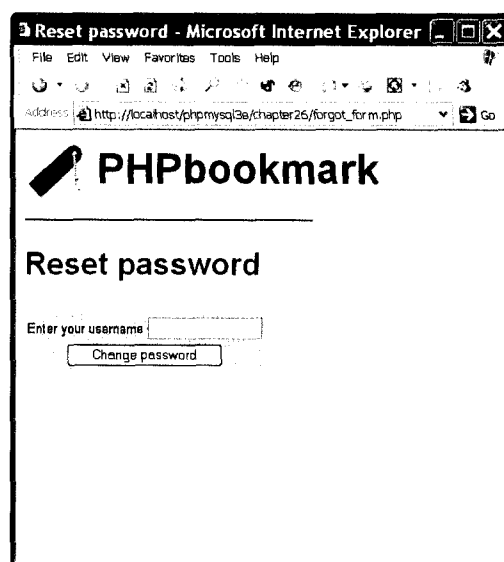 Reset password - Microsoft Internet Explorer
File Edit View Favorites Tools Help
Address http://localhost/phpmysql3e/chapter26/forgot_form.php Go
PHPbookmark
Reset password
Enter your username
Change password